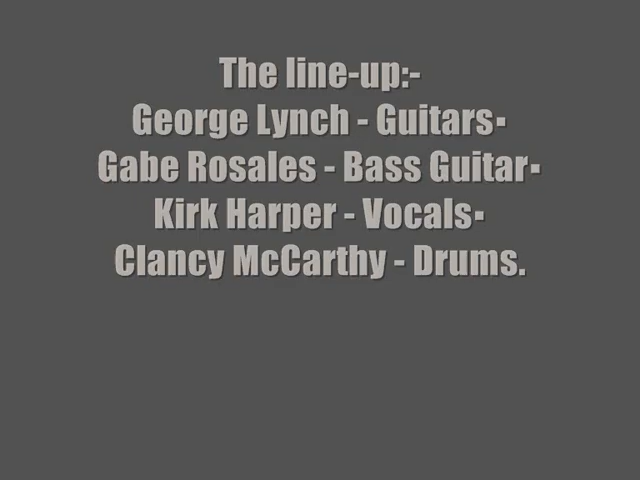 The line-up:-
George Lynch - Guitars▪
Gabe Rosales - Bass Guitar▪
Kirk Harper - Vocals▪
Clancy McCarthy - Drums.